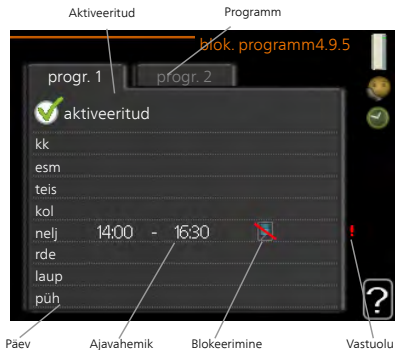 Aktiveeritud
Programm
blok. programm4.9.5
progr. 1
progr. 2
aktiveeritud
kk
esm
teis
kol
nelj 14:00 - 16:30 !
rde
laup
püh
?
Päev
Ajavahemik
Blokeerimine
Vastuolu